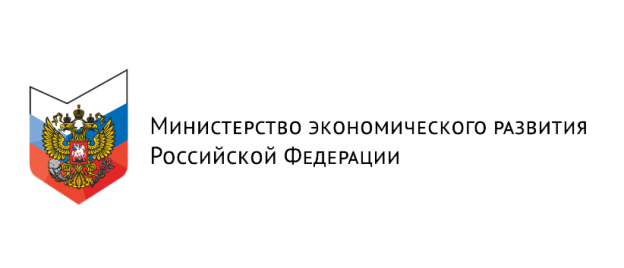 Министерство экономического развития
Российской Федерации